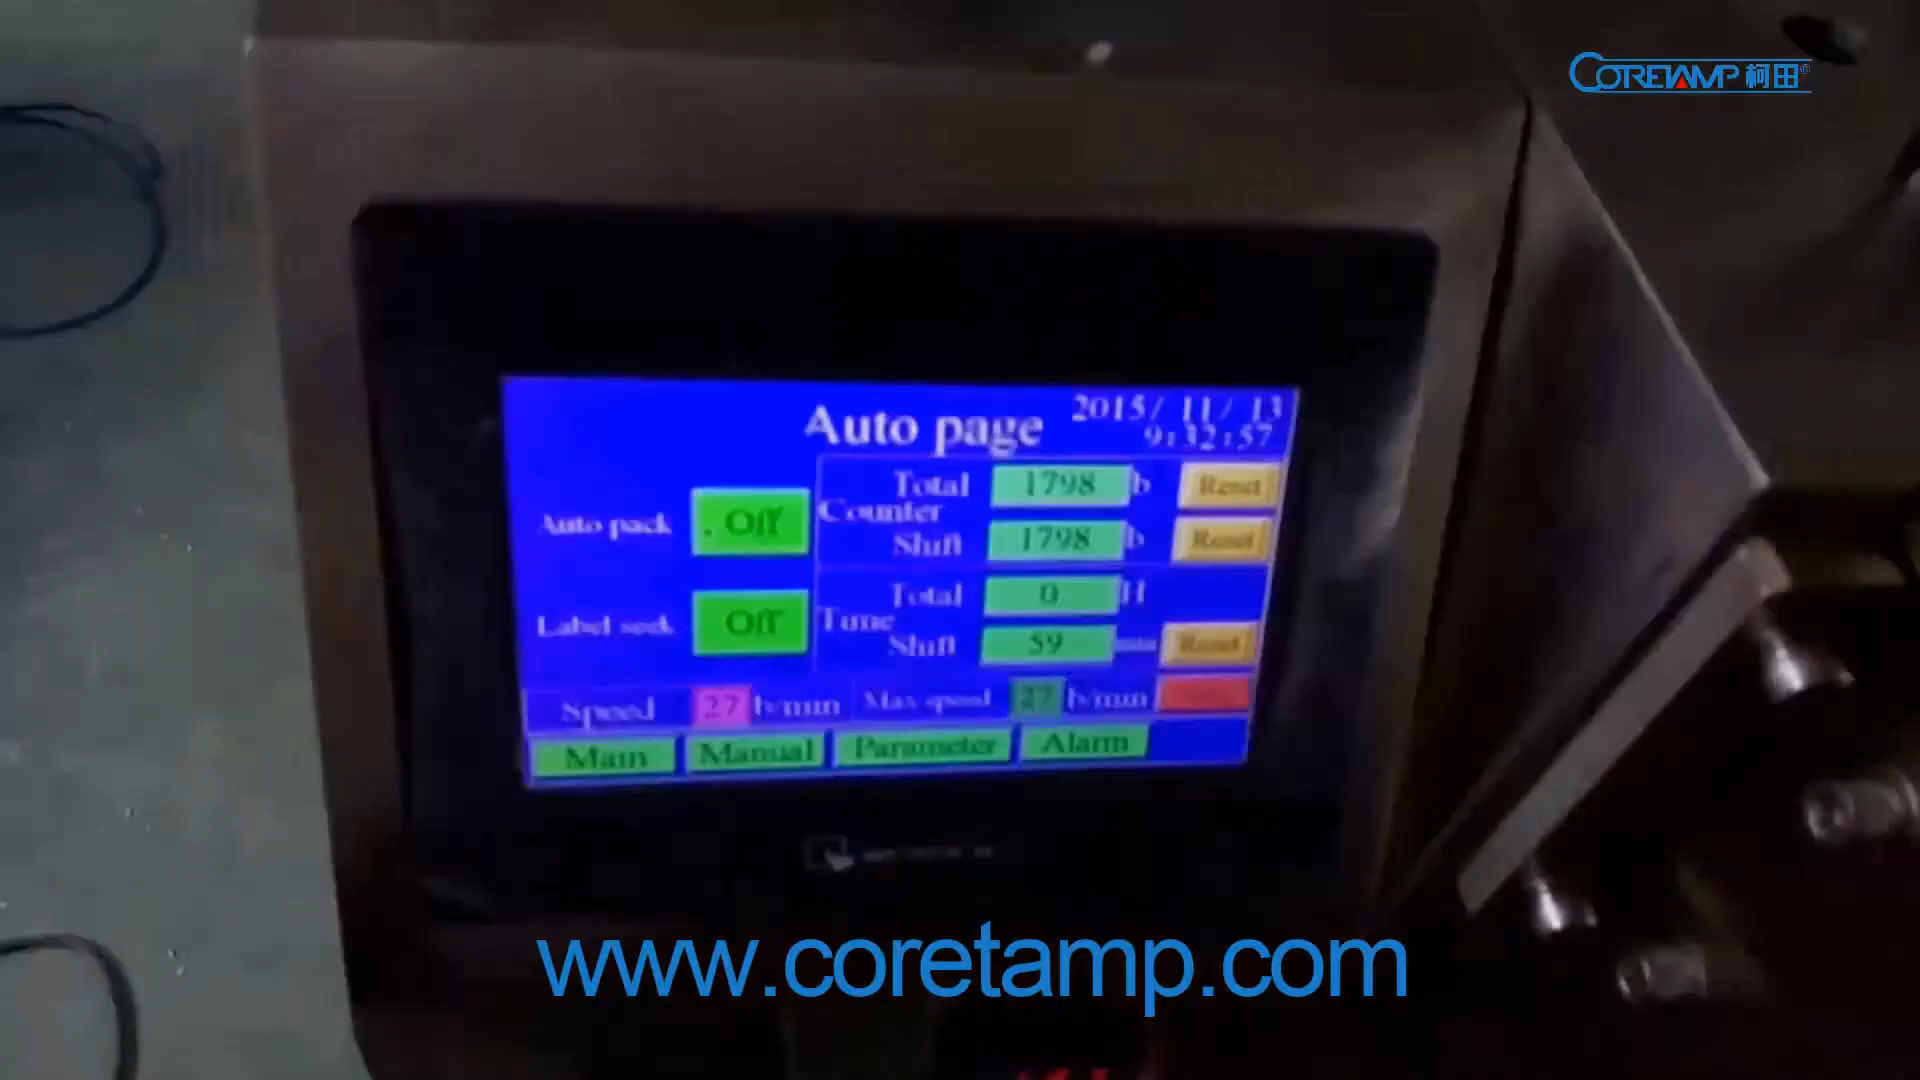 CORETAMP 柯田®
Auto page
2015/ 11/ 13
9:32:57
Total 1798 b Reset
Auto pack . Off Counter
Shift 1798 b Reset
Total 0 H
Label seek Off Time
Shift 59 Reset
Speed 27 b/min Max speed 27 b/min
Main Manual Parameter Alarm
www.coretamp.com